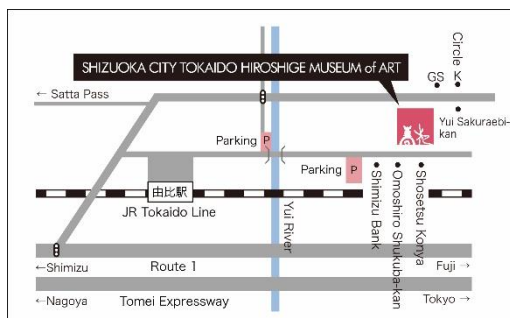 SHIZUOKA CITY TOKAIDO HIROSHIGE MUSEUM of ART
Circle K
GS
← Satta Pass
Yui Sakuraebi-
kan
Parking P
Parking P
由比駅
JR Tokaido Line
Yui River
Shimizu Bank
Omoshiro Shukuba-kan
Shosetsu Konya
←Shimizu
Route 1
Fuji →
←Nagoya
Tomei Expressway
Tokyo →